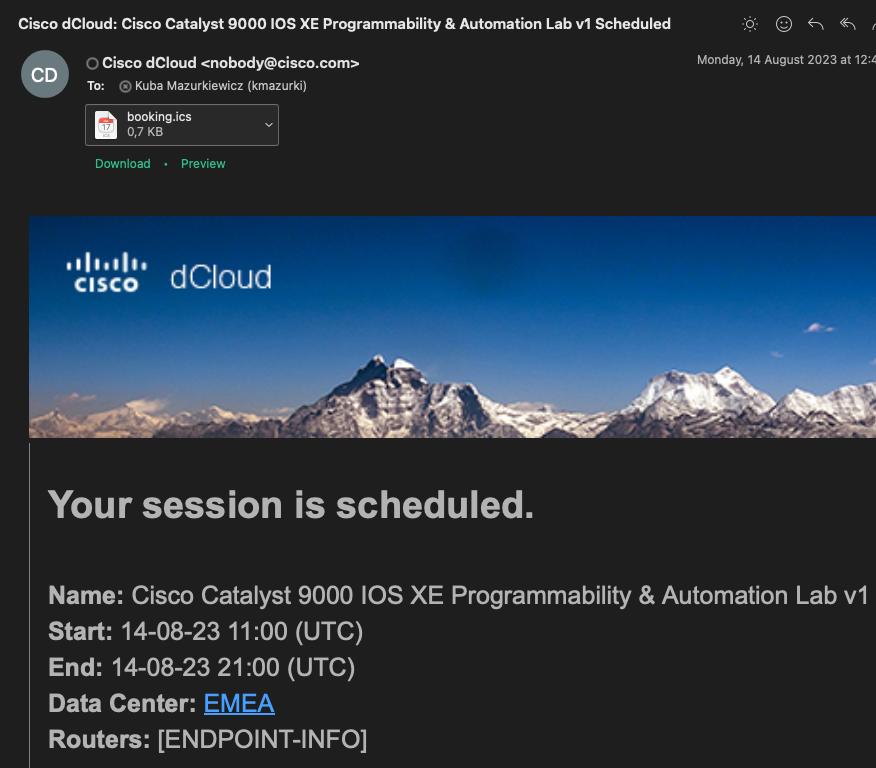 Cisco dCloud: Cisco Catalyst 9000 IOS XE Programmability & Automation Lab v1 Scheduled
CD
Cisco dCloud <nobody@cisco.com>
Monday, 14 August 2023 at 12:4
To: Kuba Mazurkiewicz (kmazurki)
17
ICS
booking.ics
0,7 KB
Download • Preview
CISCO dCloud
Your session is scheduled.
Name: Cisco Catalyst 9000 IOS XE Programmability & Automation Lab v1
Start: 14-08-23 11:00 (UTC)
End: 14-08-23 21:00 (UTC)
Data Center: EMEA
Routers: [ENDPOINT-INFO]